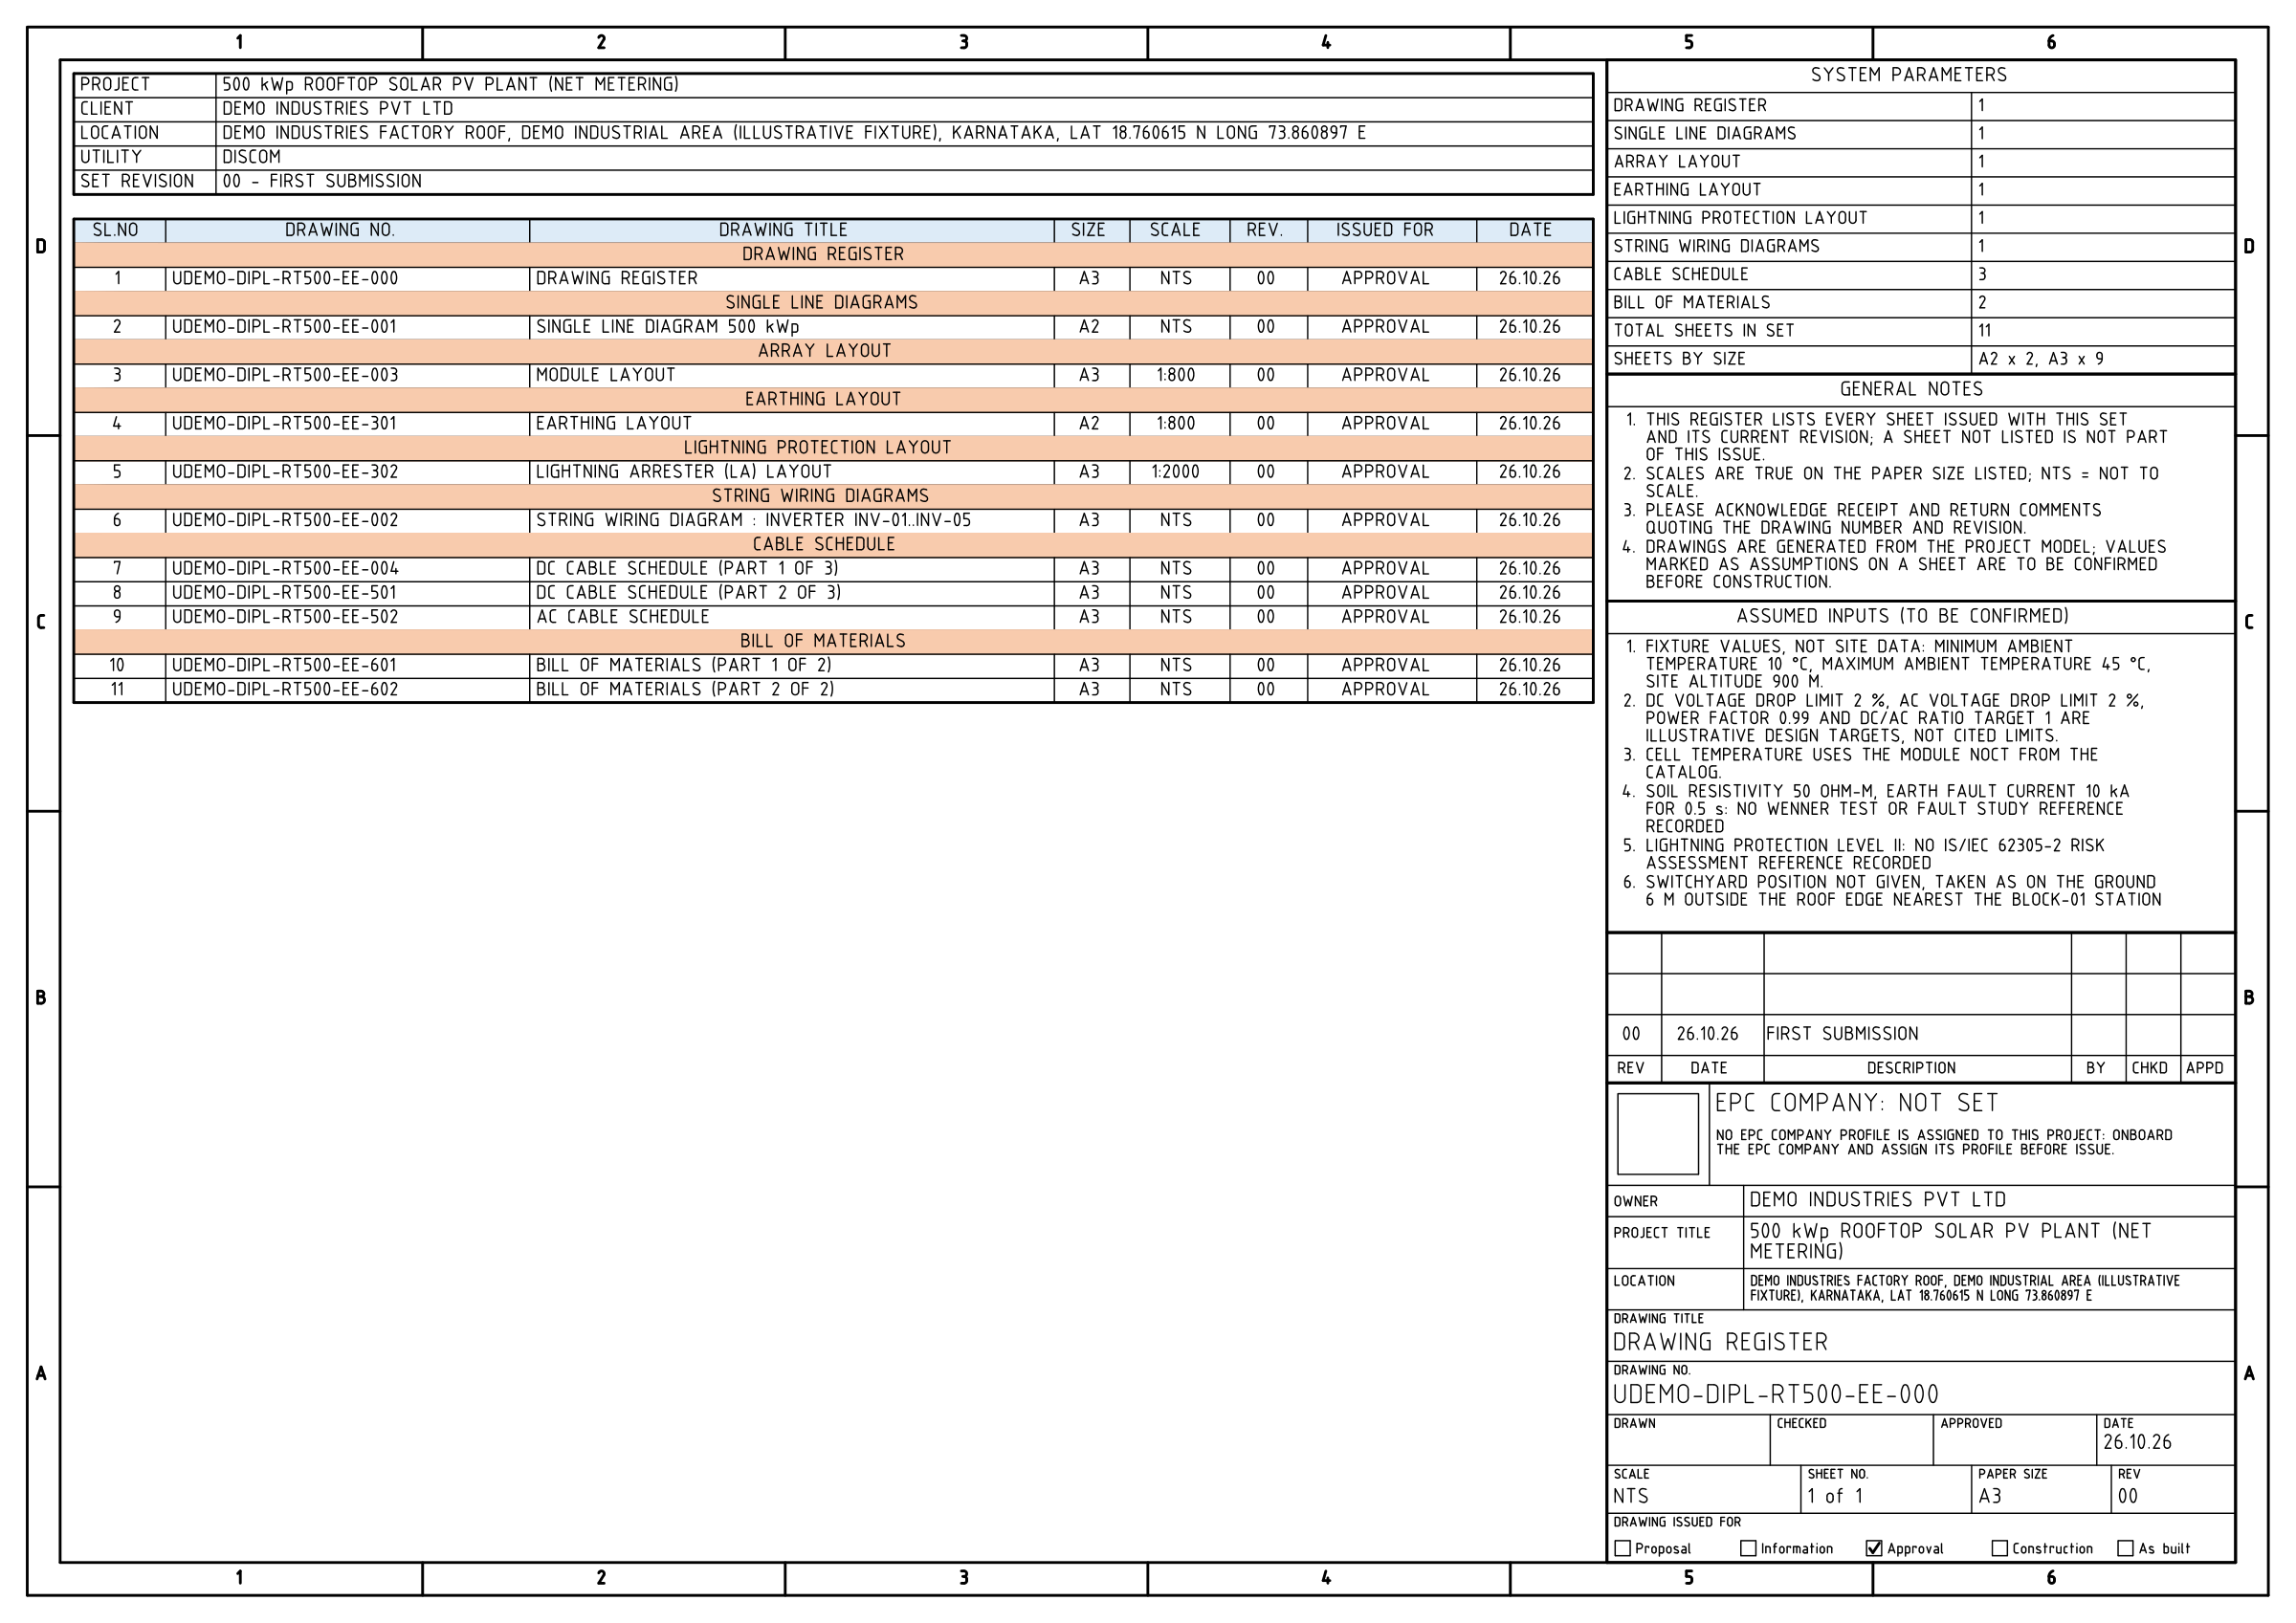 1 2 3 4 5 6
PROJECT 500 kWp ROOFTOP SOLAR PV PLANT (NET METERING)
CLIENT DEMO INDUSTRIES PVT LTD
LOCATION DEMO INDUSTRIES FACTORY ROOF, DEMO INDUSTRIAL AREA (ILLUSTRATIVE FIXTURE), KARNATAKA, LAT 18.760615 N LONG 73.860897 E
UTILITY DISCOM
SET REVISION 00 - FIRST SUBMISSION
SL.NO DRAWING NO. DRAWING TITLE SIZE SCALE REV. ISSUED FOR DATE
DRAWING REGISTER
1 UDEMO-DIPL-RT500-EE-000 DRAWING REGISTER A3 NTS 00 APPROVAL 26.10.26
SINGLE LINE DIAGRAMS
2 UDEMO-DIPL-RT500-EE-001 SINGLE LINE DIAGRAM 500 kWp A2 NTS 00 APPROVAL 26.10.26
ARRAY LAYOUT
3 UDEMO-DIPL-RT500-EE-003 MODULE LAYOUT A3 1:800 00 APPROVAL 26.10.26
EARTHING LAYOUT
4 UDEMO-DIPL-RT500-EE-301 EARTHING LAYOUT A2 1:800 00 APPROVAL 26.10.26
LIGHTNING PROTECTION LAYOUT
5 UDEMO-DIPL-RT500-EE-302 LIGHTNING ARRESTER (LA) LAYOUT A3 1:2000 00 APPROVAL 26.10.26
STRING WIRING DIAGRAMS
6 UDEMO-DIPL-RT500-EE-002 STRING WIRING DIAGRAM : INVERTER INV-01..INV-05 A3 NTS 00 APPROVAL 26.10.26
CABLE SCHEDULE
7 UDEMO-DIPL-RT500-EE-004 DC CABLE SCHEDULE (PART 1 OF 3) A3 NTS 00 APPROVAL 26.10.26
8 UDEMO-DIPL-RT500-EE-501 DC CABLE SCHEDULE (PART 2 OF 3) A3 NTS 00 APPROVAL 26.10.26
9 UDEMO-DIPL-RT500-EE-502 AC CABLE SCHEDULE A3 NTS 00 APPROVAL 26.10.26
BILL OF MATERIALS
10 UDEMO-DIPL-RT500-EE-601 BILL OF MATERIALS (PART 1 OF 2) A3 NTS 00 APPROVAL 26.10.26
11 UDEMO-DIPL-RT500-EE-602 BILL OF MATERIALS (PART 2 OF 2) A3 NTS 00 APPROVAL 26.10.26
SYSTEM PARAMETERS
DRAWING REGISTER 1
SINGLE LINE DIAGRAMS 1
ARRAY LAYOUT 1
EARTHING LAYOUT 1
LIGHTNING PROTECTION LAYOUT 1
STRING WIRING DIAGRAMS 1
CABLE SCHEDULE 3
BILL OF MATERIALS 2
TOTAL SHEETS IN SET 11
SHEETS BY SIZE A2 x 2, A3 x 9
GENERAL NOTES
1. THIS REGISTER LISTS EVERY SHEET ISSUED WITH THIS SET
AND ITS CURRENT REVISION; A SHEET NOT LISTED IS NOT PART
OF THIS ISSUE.
2. SCALES ARE TRUE ON THE PAPER SIZE LISTED; NTS = NOT TO
SCALE.
3. PLEASE ACKNOWLEDGE RECEIPT AND RETURN COMMENTS
QUOTING THE DRAWING NUMBER AND REVISION.
4. DRAWINGS ARE GENERATED FROM THE PROJECT MODEL; VALUES
MARKED AS ASSUMPTIONS ON A SHEET ARE TO BE CONFIRMED
BEFORE CONSTRUCTION.
ASSUMED INPUTS (TO BE CONFIRMED)
1. FIXTURE VALUES, NOT SITE DATA: MINIMUM AMBIENT
TEMPERATURE 10 °C, MAXIMUM AMBIENT TEMPERATURE 45 °C,
SITE ALTITUDE 900 M.
2. DC VOLTAGE DROP LIMIT 2 %, AC VOLTAGE DROP LIMIT 2 %,
POWER FACTOR 0.99 AND DC/AC RATIO TARGET 1 ARE
ILLUSTRATIVE DESIGN TARGETS, NOT CITED LIMITS.
3. CELL TEMPERATURE USES THE MODULE NOCT FROM THE
CATALOG.
4. SOIL RESISTIVITY 50 OHM-M, EARTH FAULT CURRENT 10 kA
FOR 0.5 s: NO WENNER TEST OR FAULT STUDY REFERENCE
RECORDED
5. LIGHTNING PROTECTION LEVEL II: NO IS/IEC 62305-2 RISK
ASSESSMENT REFERENCE RECORDED
6. SWITCHYARD POSITION NOT GIVEN, TAKEN AS ON THE GROUND
6 M OUTSIDE THE ROOF EDGE NEAREST THE BLOCK-01 STATION
00 26.10.26 FIRST SUBMISSION
REV DATE DESCRIPTION BY CHKD APPD
EPC COMPANY: NOT SET
NO EPC COMPANY PROFILE IS ASSIGNED TO THIS PROJECT: ONBOARD
THE EPC COMPANY AND ASSIGN ITS PROFILE BEFORE ISSUE.
OWNER DEMO INDUSTRIES PVT LTD
PROJECT TITLE 500 kWp ROOFTOP SOLAR PV PLANT (NET
METERING)
LOCATION DEMO INDUSTRIES FACTORY ROOF, DEMO INDUSTRIAL AREA (ILLUSTRATIVE
FIXTURE), KARNATAKA, LAT 18.760615 N LONG 73.860897 E
DRAWING TITLE
DRAWING REGISTER
DRAWING NO.
UDEMO-DIPL-RT500-EE-000
DRAWN CHECKED APPROVED DATE
26.10.26
SCALE SHEET NO. PAPER SIZE REV
NTS 1 of 1 A3 00
DRAWING ISSUED FOR
Proposal Information Approval Construction As built
D D
C C
B B
A A
1 2 3 4 5 6